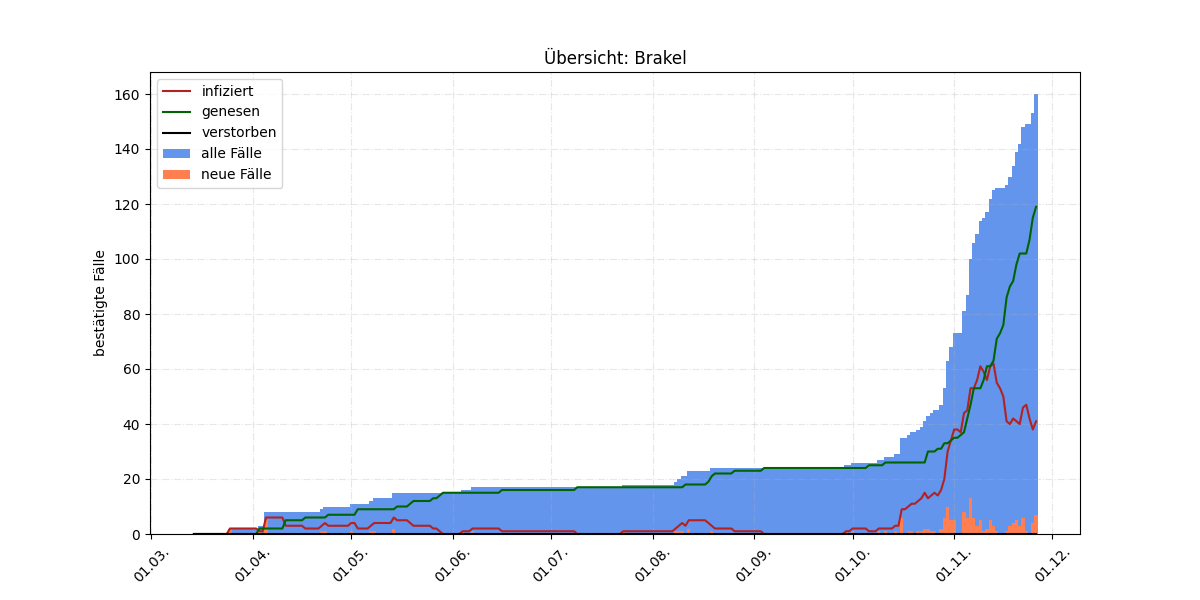 Übersicht: Brakel
infiziert
genesen
verstorben
alle Fälle
neue Fälle
bestätigte Fälle
160
140
120
100
80
60
40
20
0
01.03.
01.04.
01.05.
01.06.
01.07.
01.08.
01.09.
01.10.
01.11.
01.12.